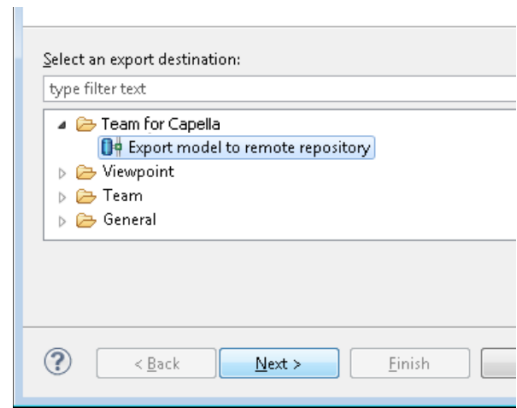 Select an export destination:
type filter text
Team for Capella
Export model to remote repository
Viewpoint
Team
General
? < Back Next > Finish